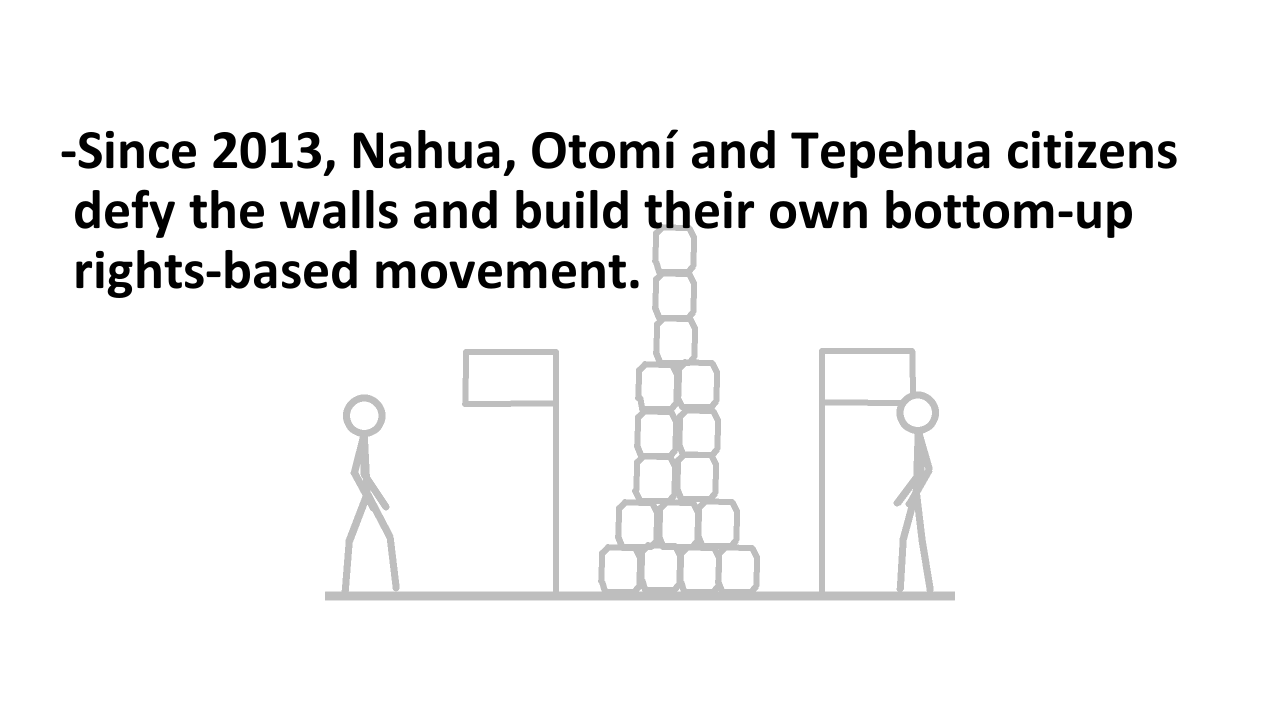 -Since 2013, Nahua, Otomí and Tepehua citizens
defy the walls and build their own bottom-up
rights-based movement.